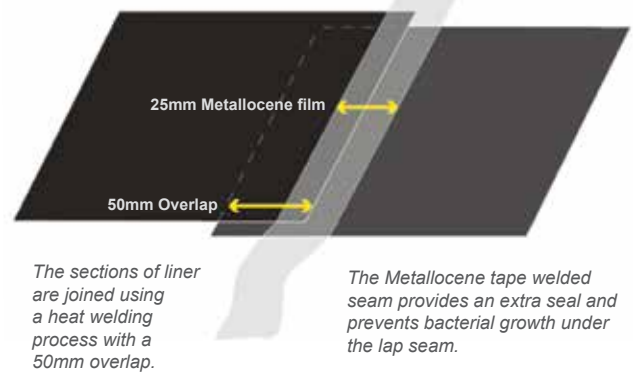 25mm Metallocene film
50mm Overlap
The sections of liner
are joined using
a heat welding
process with a
50mm overlap.
The Metallocene tape welded
seam provides an extra seal and
prevents bacterial growth under
the lap seam.